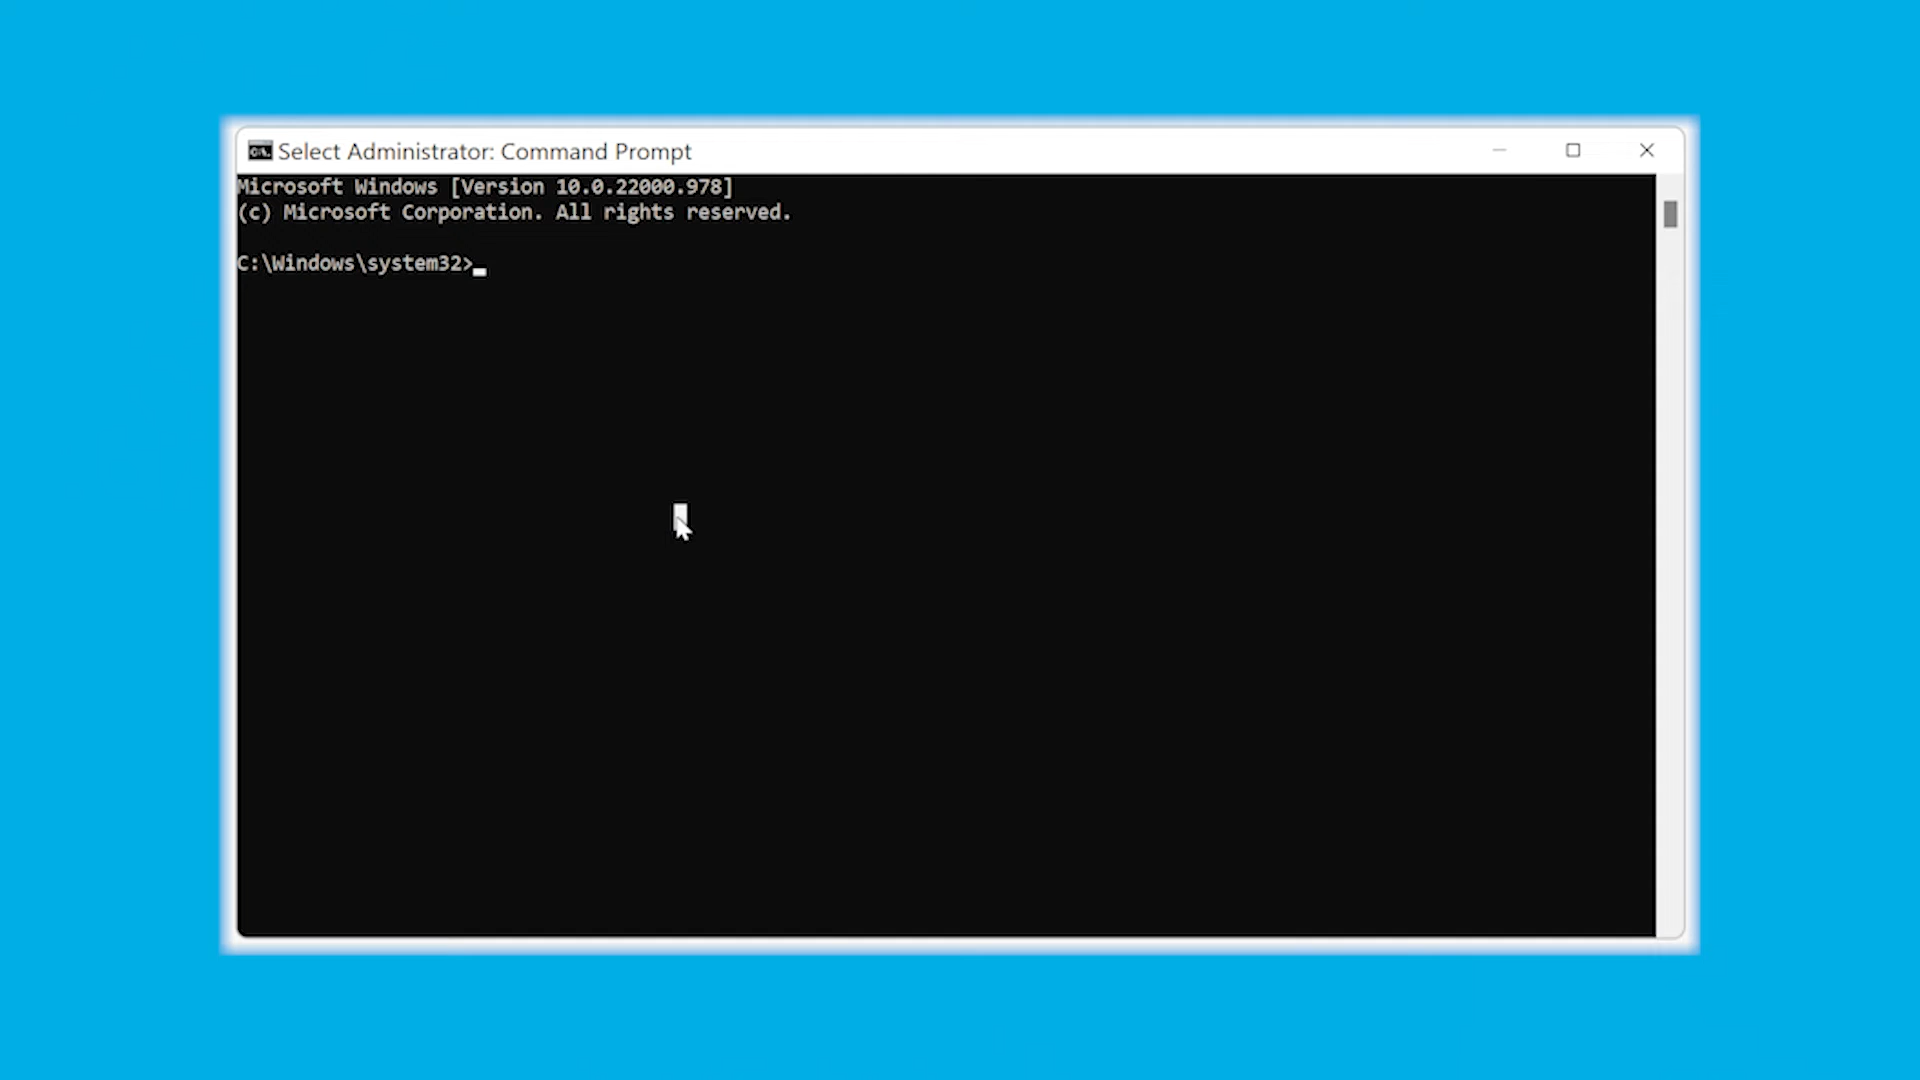 Select Administrator: Command Prompt
Microsoft Windows [Version 10.0.22000.978]
(c) Microsoft Corporation. All rights reserved.
C:\Windows\system32>